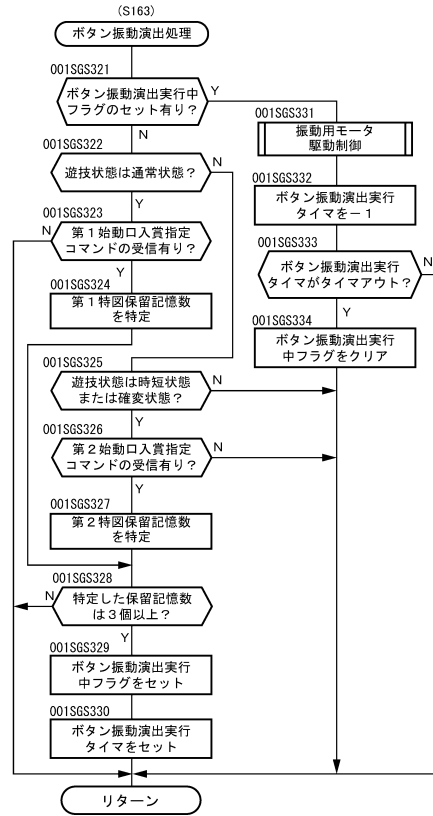 (S163)
ボタン振動演出処理
001SGS321
ボタン振動演出実行中
フラグのセット有り？
Y
N
001SGS322
遊技状態は通常状態？
N
Y
001SGS323
第１始動口入賞指定
コマンドの受信有り？
N
Y
001SGS324
第１特図保留記憶数
を特定
001SGS325
遊技状態は時短状態
または確変状態？
N
Y
001SGS326
第２始動口入賞指定
コマンドの受信有り？
N
Y
001SGS327
第２特図保留記憶数
を特定
001SGS328
特定した保留記憶数
は３個以上？
N
Y
001SGS329
ボタン振動演出実行
中フラグをセット
001SGS330
ボタン振動演出実行
タイマをセット
リターン
001SGS331
振動用モータ
駆動制御
001SGS332
ボタン振動演出実行
タイマを－１
001SGS333
ボタン振動演出実行
タイマがタイマアウト？
N
Y
001SGS334
ボタン振動演出実行
中フラグをクリア